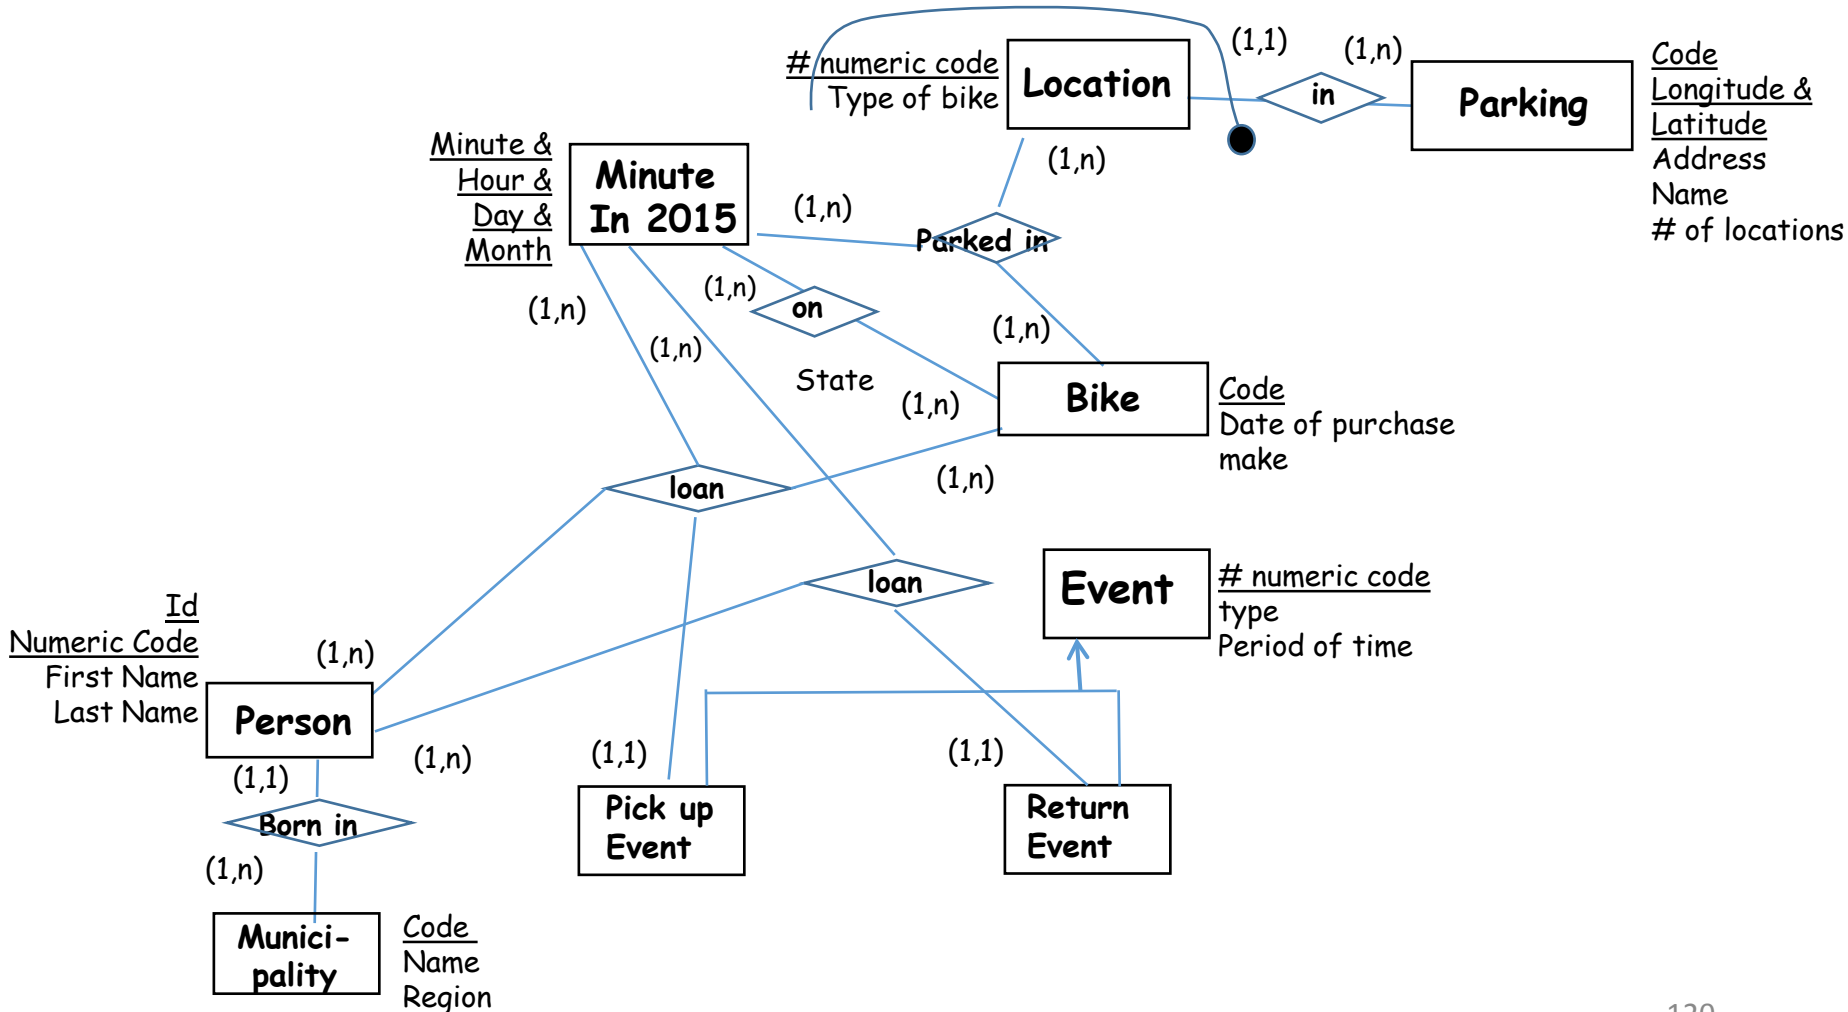 (1,1)
(1,n)
# numeric code
Type of bike
Location
in
Parking
Code
Longitude &
Latitude
Address
Name
# of locations
Minute &
Hour &
Day &
Month
Minute
In 2015
(1,n)
(1,n)
Parked in
(1,n)
(1,n)
on
(1,n)
(1,n)
State
(1,n)
Bike
Code
Date of purchase
make
(1,n)
loan
loan
Event
# numeric code
type
Period of time
Id
Numeric Code
First Name
Last Name
(1,n)
Person
(1,1)
(1,n)
(1,1)
(1,1)
Born in
(1,n)
Pick up
Event
Return
Event
Munici-
pality
Code
Name
Region